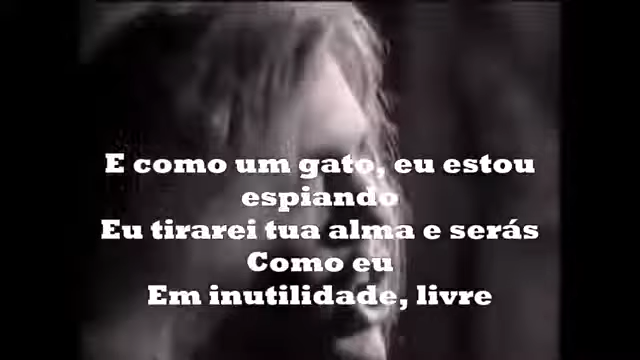 E como um gato, eu estou
espiando
Eu tirarei tua alma e serás
Como eu
Em inutilidade, livre